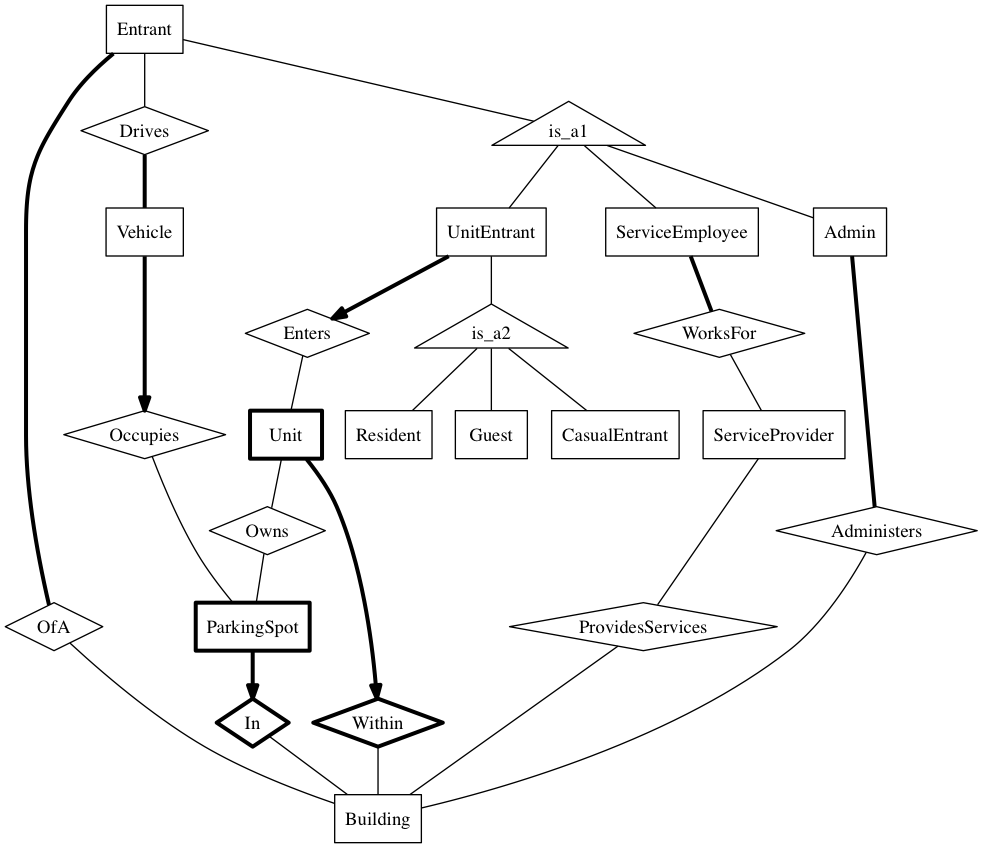 Entrant
Drives
is_a1
Vehicle
UnitEntrant
ServiceEmployee
Admin
Enters
is_a2
WorksFor
Occupies
Unit
Resident
Guest
CasualEntrant
ServiceProvider
Owns
Administers
OfA
ParkingSpot
ProvidesServices
In
Within
Building